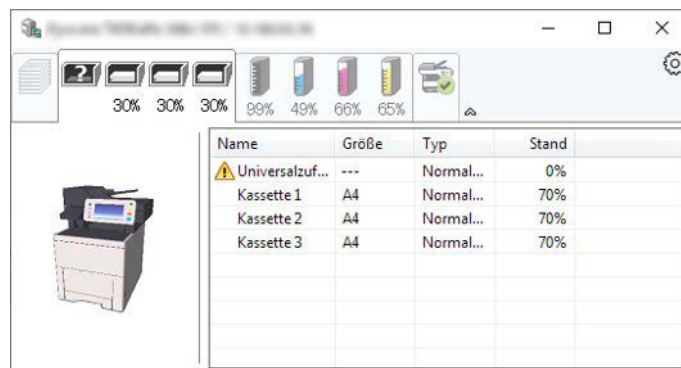 30% 30% 30% 99% 49% 66% 65%
Name Größe Typ Stand
Universalzuf... --- Normal... 0%
Kassette 1 A4 Normal... 70%
Kassette 2 A4 Normal... 70%
Kassette 3 A4 Normal... 70%